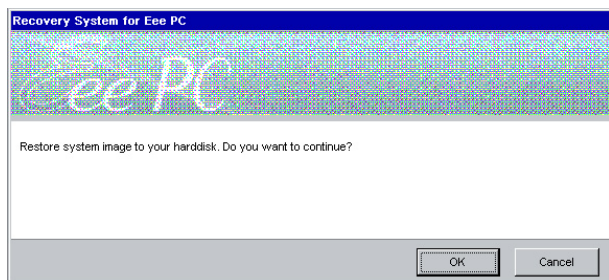 Recovery System for Eee PC
Eee PC
Restore system image to your harddisk. Do you want to continue?
OK
Cancel